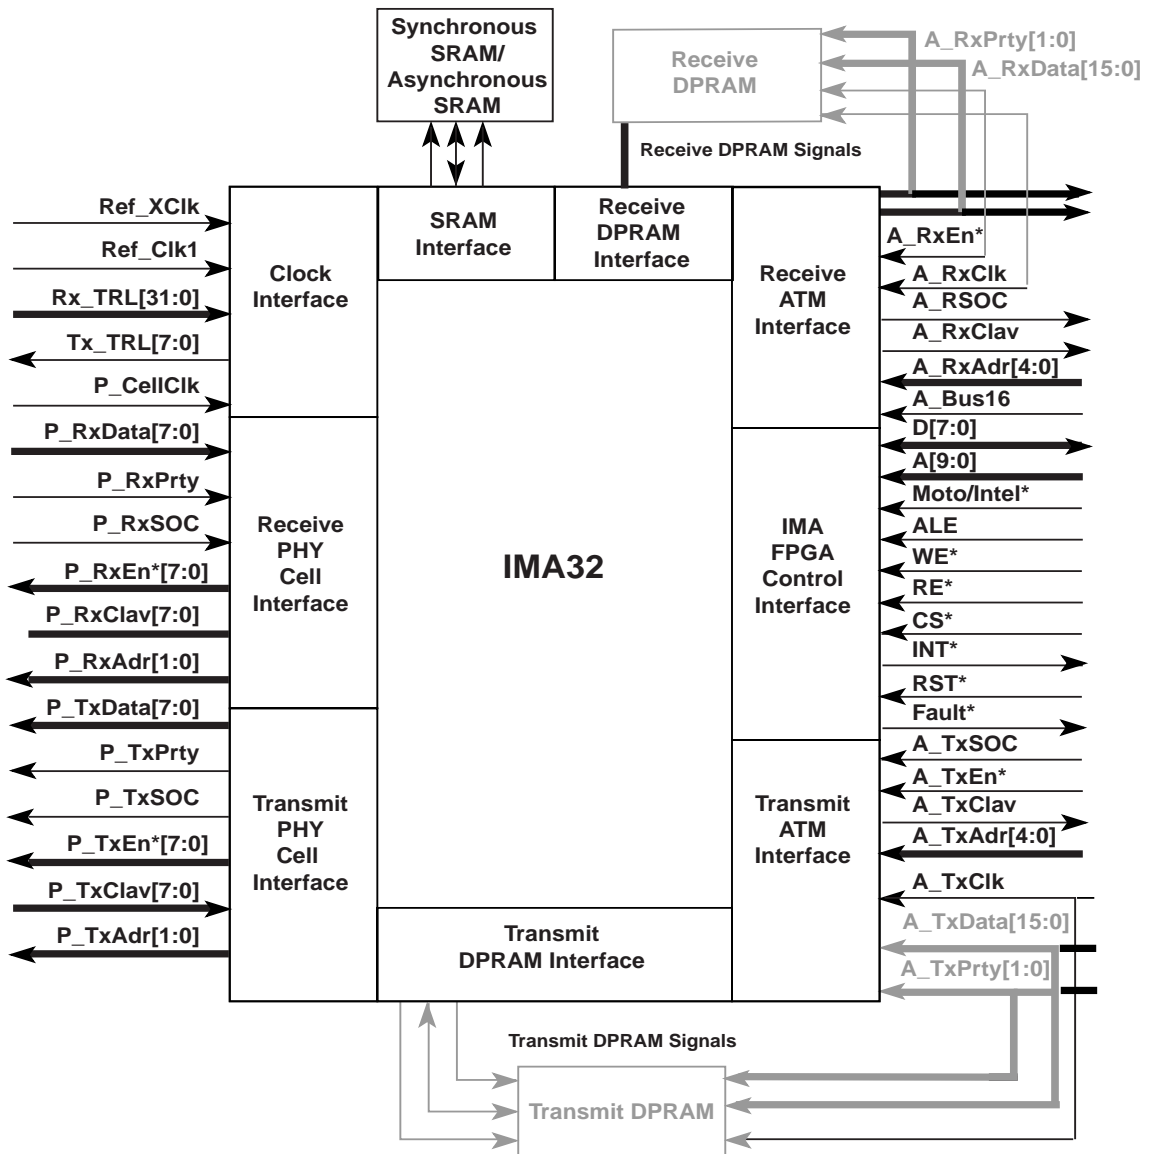 Synchronous
SRAM/
Asynchronous
SRAM
Receive
DPRAM
A_RxPrty[1:0]
A_RxData[15:0]
Receive DPRAM Signals
Ref_XClk
Ref_Clk1
Rx_TRL[31:0]
Tx_TRL[7:0]
P_CellClk
P_RxData[7:0]
P_RxPrty
P_RxSOC
P_RxEn*[7:0]
P_RxClav[7:0]
P_RxAdr[1:0]
P_TxData[7:0]
P_TxPrty
P_TxSOC
P_TxEn*[7:0]
P_TxClav[7:0]
P_TxAdr[1:0]
Clock
Interface
Receive
PHY
Cell
Interface
Transmit
PHY
Cell
Interface
SRAM
Interface
Receive
DPRAM
Interface
IMA32
Transmit
DPRAM Interface
Receive
ATM
Interface
IMA
FPGA
Control
Interface
Transmit
ATM
Interface
A_RxEn*
A_RxClk
A_RSOC
A_RxClav
A_RxAdr[4:0]
A_Bus16
D[7:0]
A[9:0]
Moto/Intel*
ALE
WE*
RE*
CS*
INT*
RST*
Fault*
A_TxSOC
A_TxEn*
A_TxClav
A_TxAdr[4:0]
A_TxClk
A_TxData[15:0]
A_TxPrty[1:0]
Transmit DPRAM Signals
Transmit DPRAM